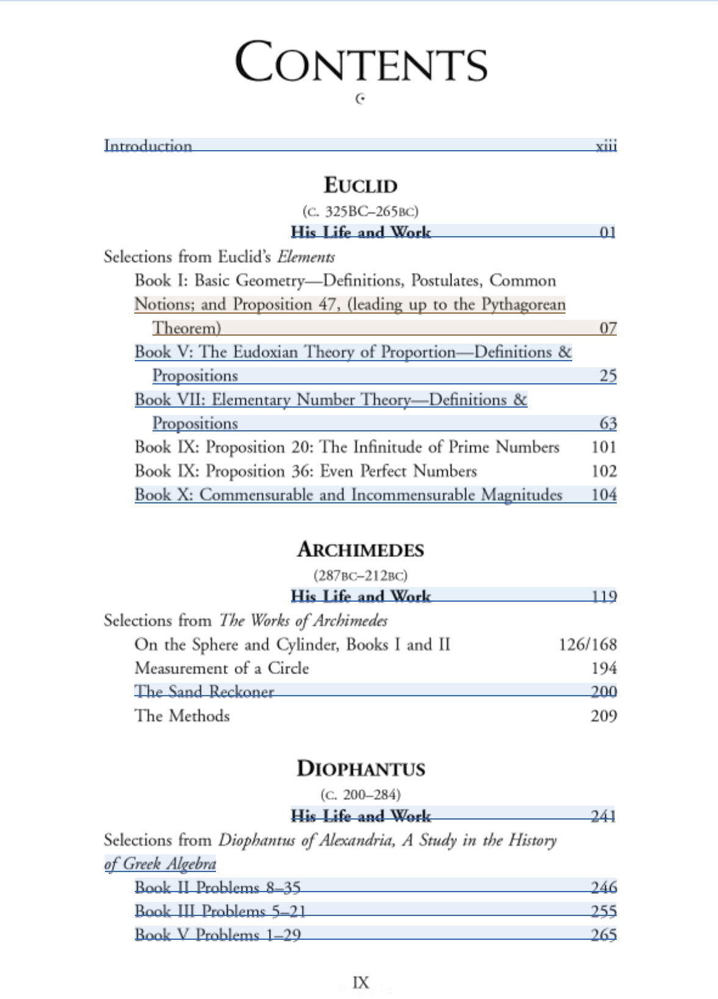 CONTENTS
Introduction xiii
EUCLID
(C. 325BC–265BC)
His Life and Work 01
Selections from Euclid’s Elements
Book I: Basic Geometry—Definitions, Postulates, Common
Notions; and Proposition 47, (leading up to the Pythagorean
Theorem) 07
Book V: The Eudoxian Theory of Proportion—Definitions &
Propositions 25
Book VII: Elementary Number Theory—Definitions &
Propositions 63
Book IX: Proposition 20: The Infinitude of Prime Numbers 101
Book IX: Proposition 36: Even Perfect Numbers 102
Book X: Commensurable and Incommensurable Magnitudes 104
ARCHIMEDES
(287BC–212BC)
His Life and Work 119
Selections from The Works of Archimedes
On the Sphere and Cylinder, Books I and II 126/168
Measurement of a Circle 194
The Sand Reckoner 200
The Methods 209
DIOPHANTUS
(C. 200–284)
His Life and Work 241
Selections from Diophantus of Alexandria, A Study in the History
of Greek Algebra
Book II Problems 8–35 246
Book III Problems 5–21 255
Book V Problems 1–29 265
IX